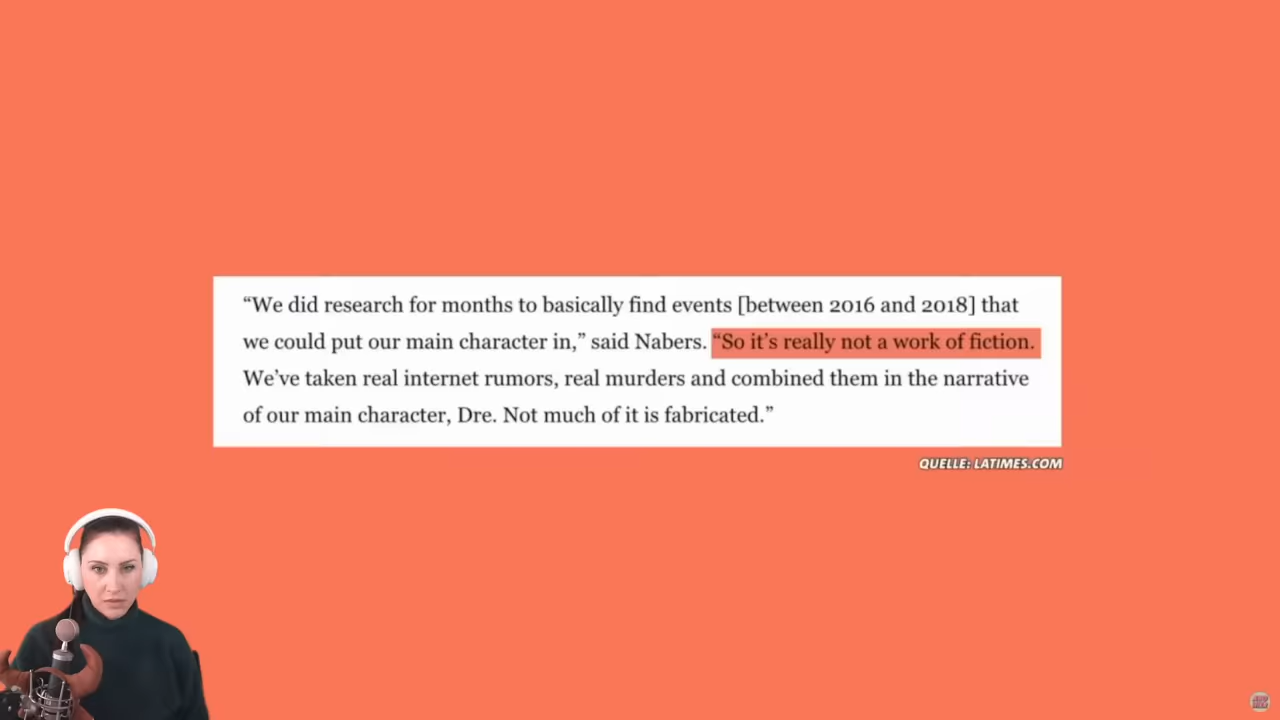 “We did research for months to basically find events [between 2016 and 2018] that
we could put our main character in,” said Nabers. “So it’s really not a work of fiction.
We’ve taken real internet rumors, real murders and combined them in the narrative
of our main character, Dre. Not much of it is fabricated.”
QUELLE: LATIMES.COM